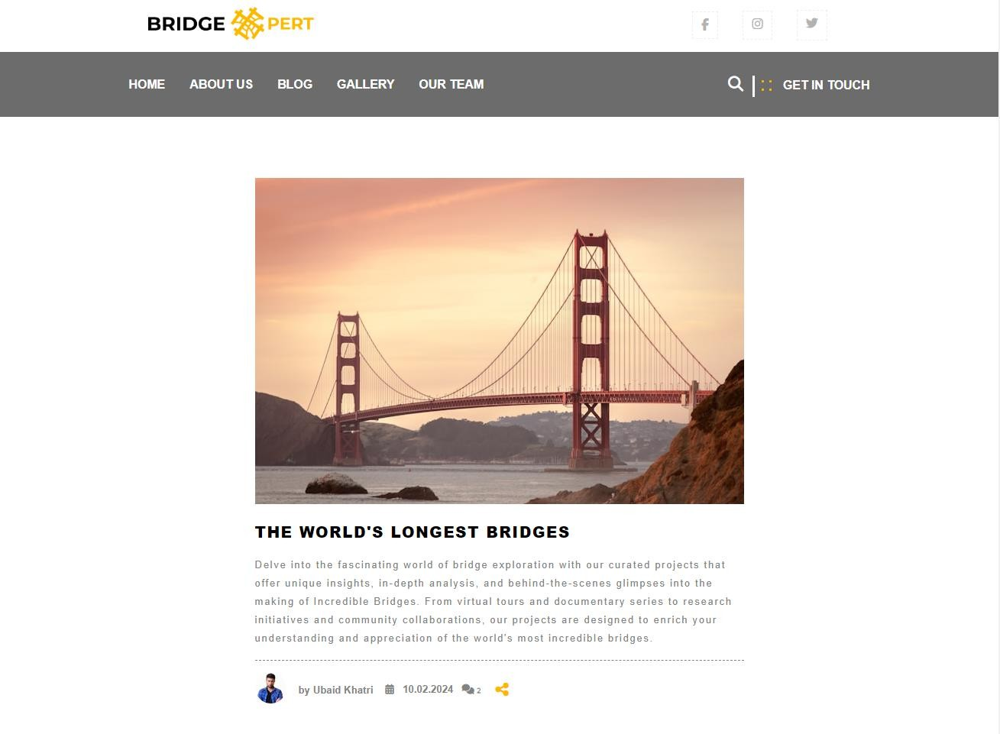 BRIDGE PERT
HOME ABOUT US BLOG GALLERY OUR TEAM GET IN TOUCH
THE WORLD'S LONGEST BRIDGES
Delve into the fascinating world of bridge exploration with our curated projects that
offer unique insights, in-depth analysis, and behind-the-scenes glimpses into the
making of Incredible Bridges. From virtual tours and documentary series to research
initiatives and community collaborations, our projects are designed to enrich your
understanding and appreciation of the world's most incredible bridges.
by Ubaid Khatri 10.02.2024 2